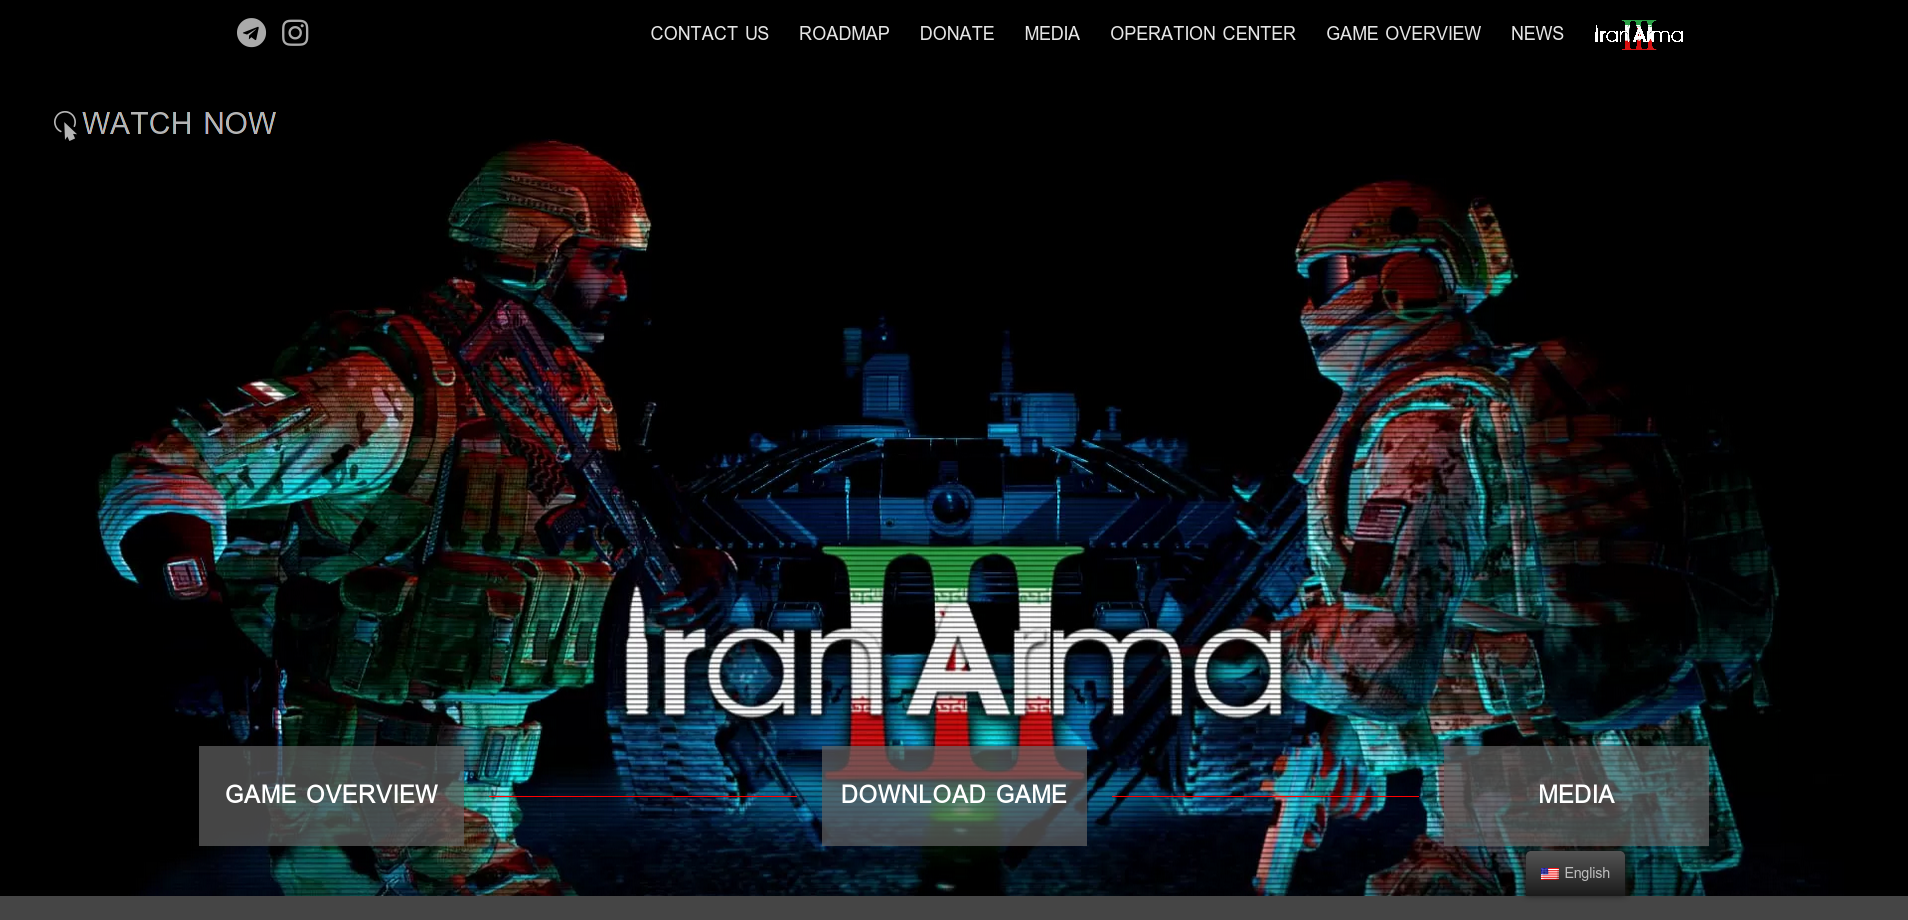 CONTACT US
ROADMAP
DONATE
MEDIA
OPERATION CENTER
GAME OVERVIEW
NEWS
Iran Arma III
WATCH NOW
III
Iran Arma
GAME OVERVIEW
DOWNLOAD GAME
MEDIA
English